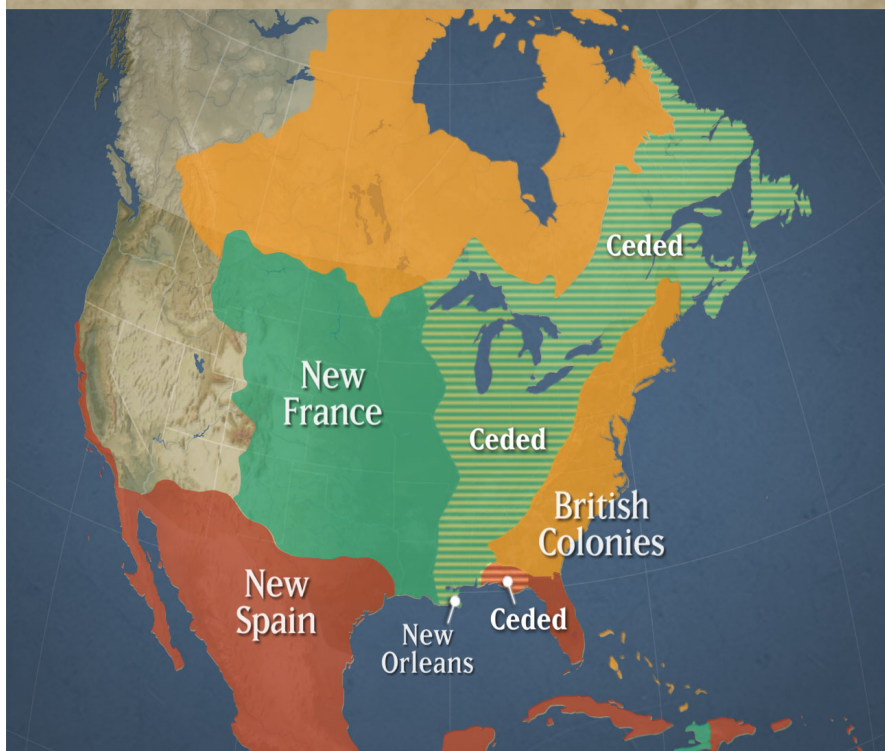 Ceded
New
France
Ceded
British
Colonies
New
Spain
Ceded
New
Orleans